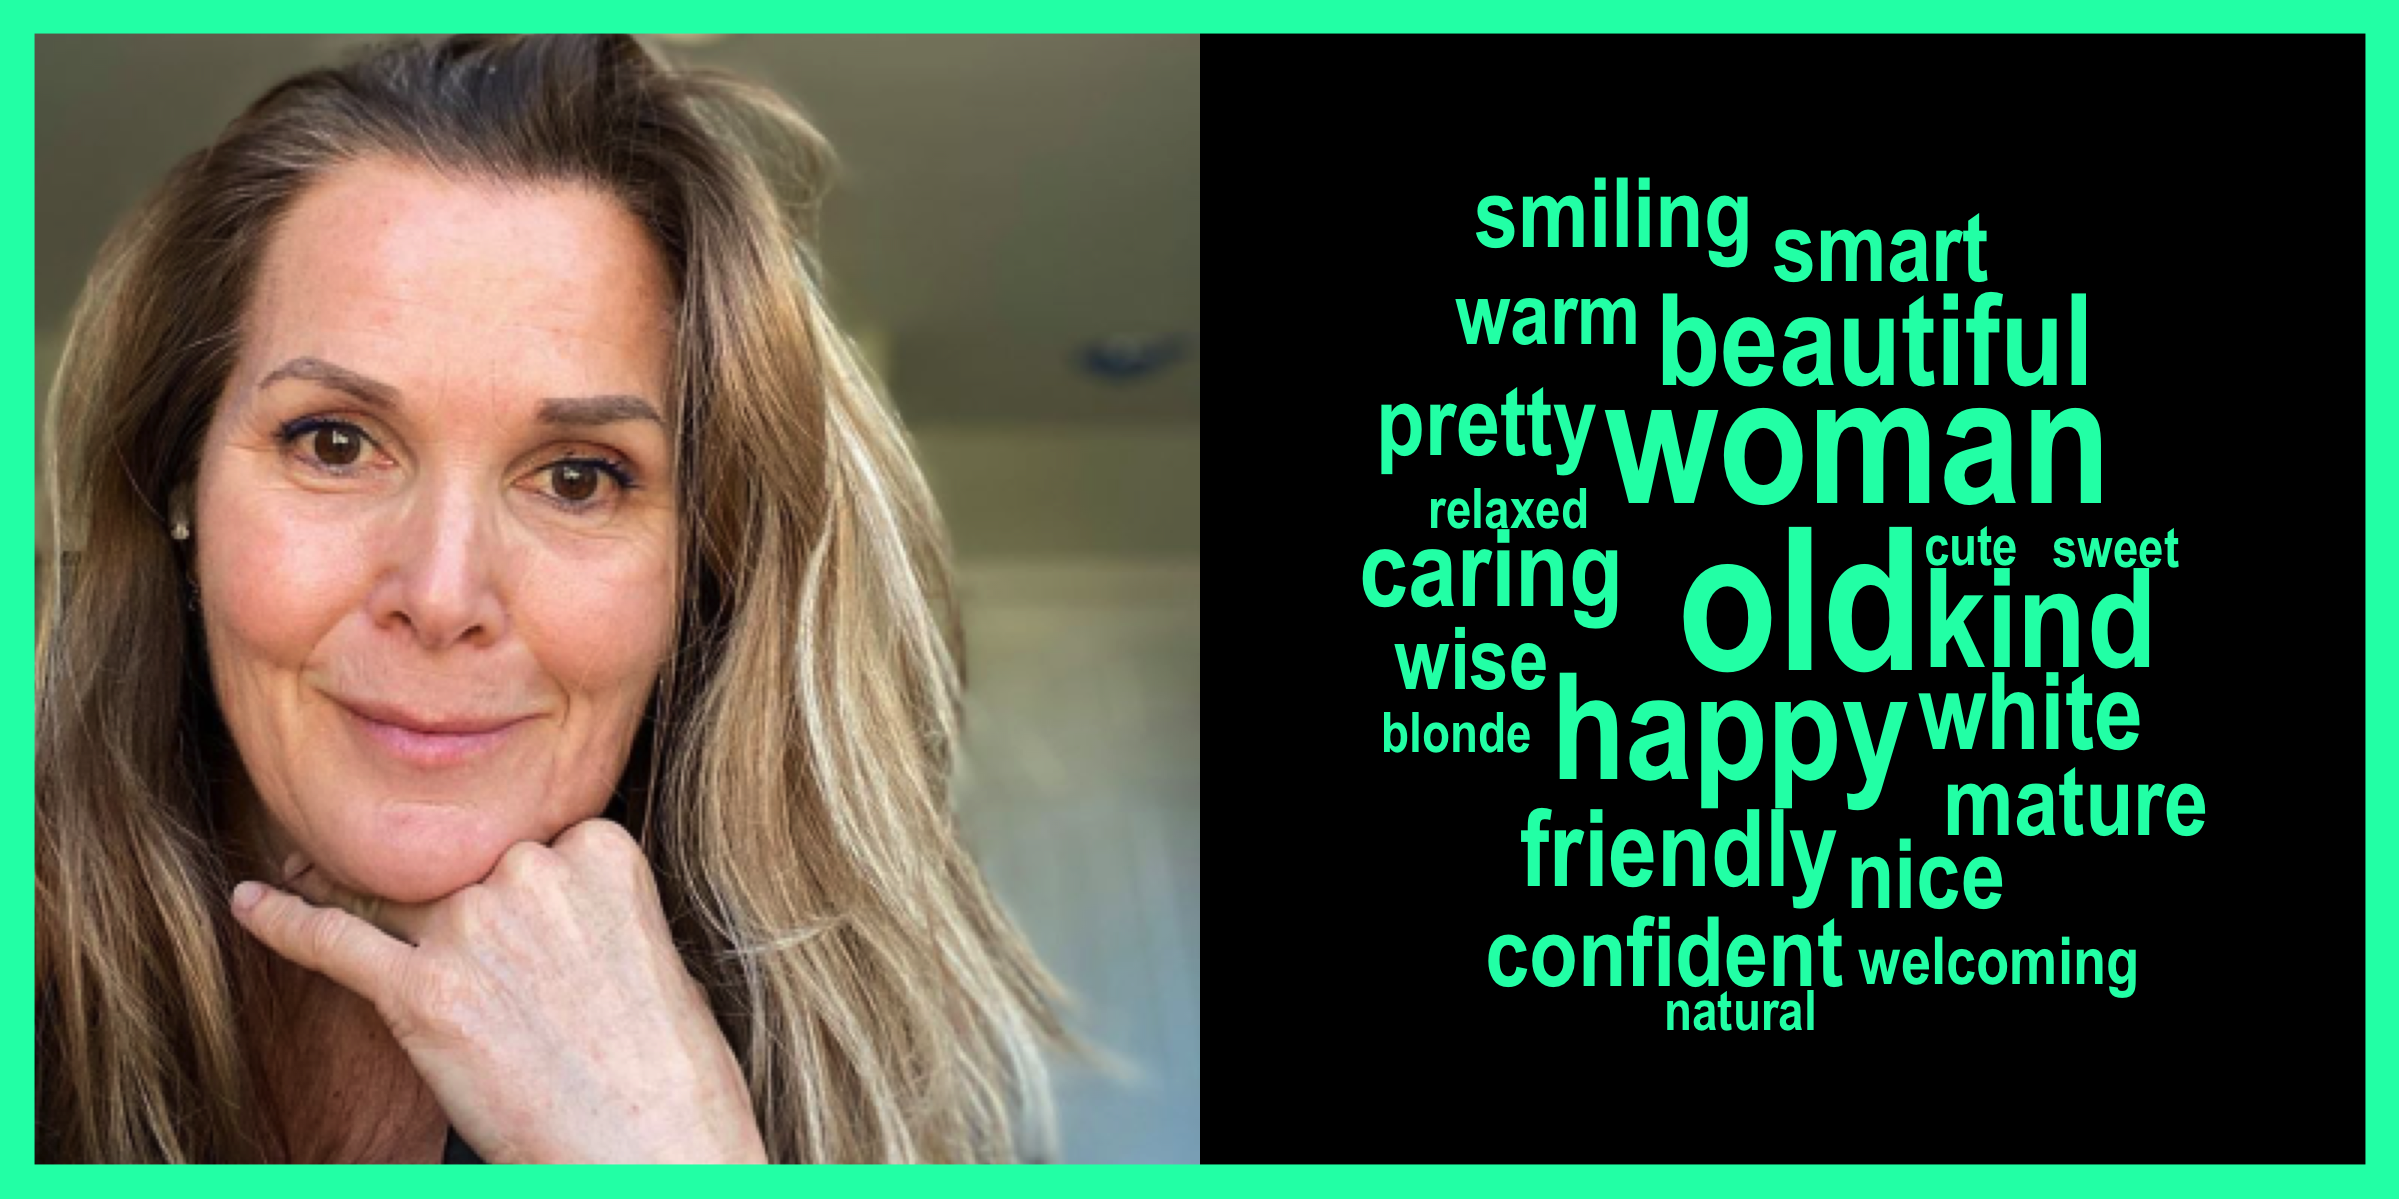 smiling smart
warm beautiful
pretty woman
relaxed
cute sweet
caring old kind
wise
happy white
blonde
mature
friendly nice
confident welcoming
natural